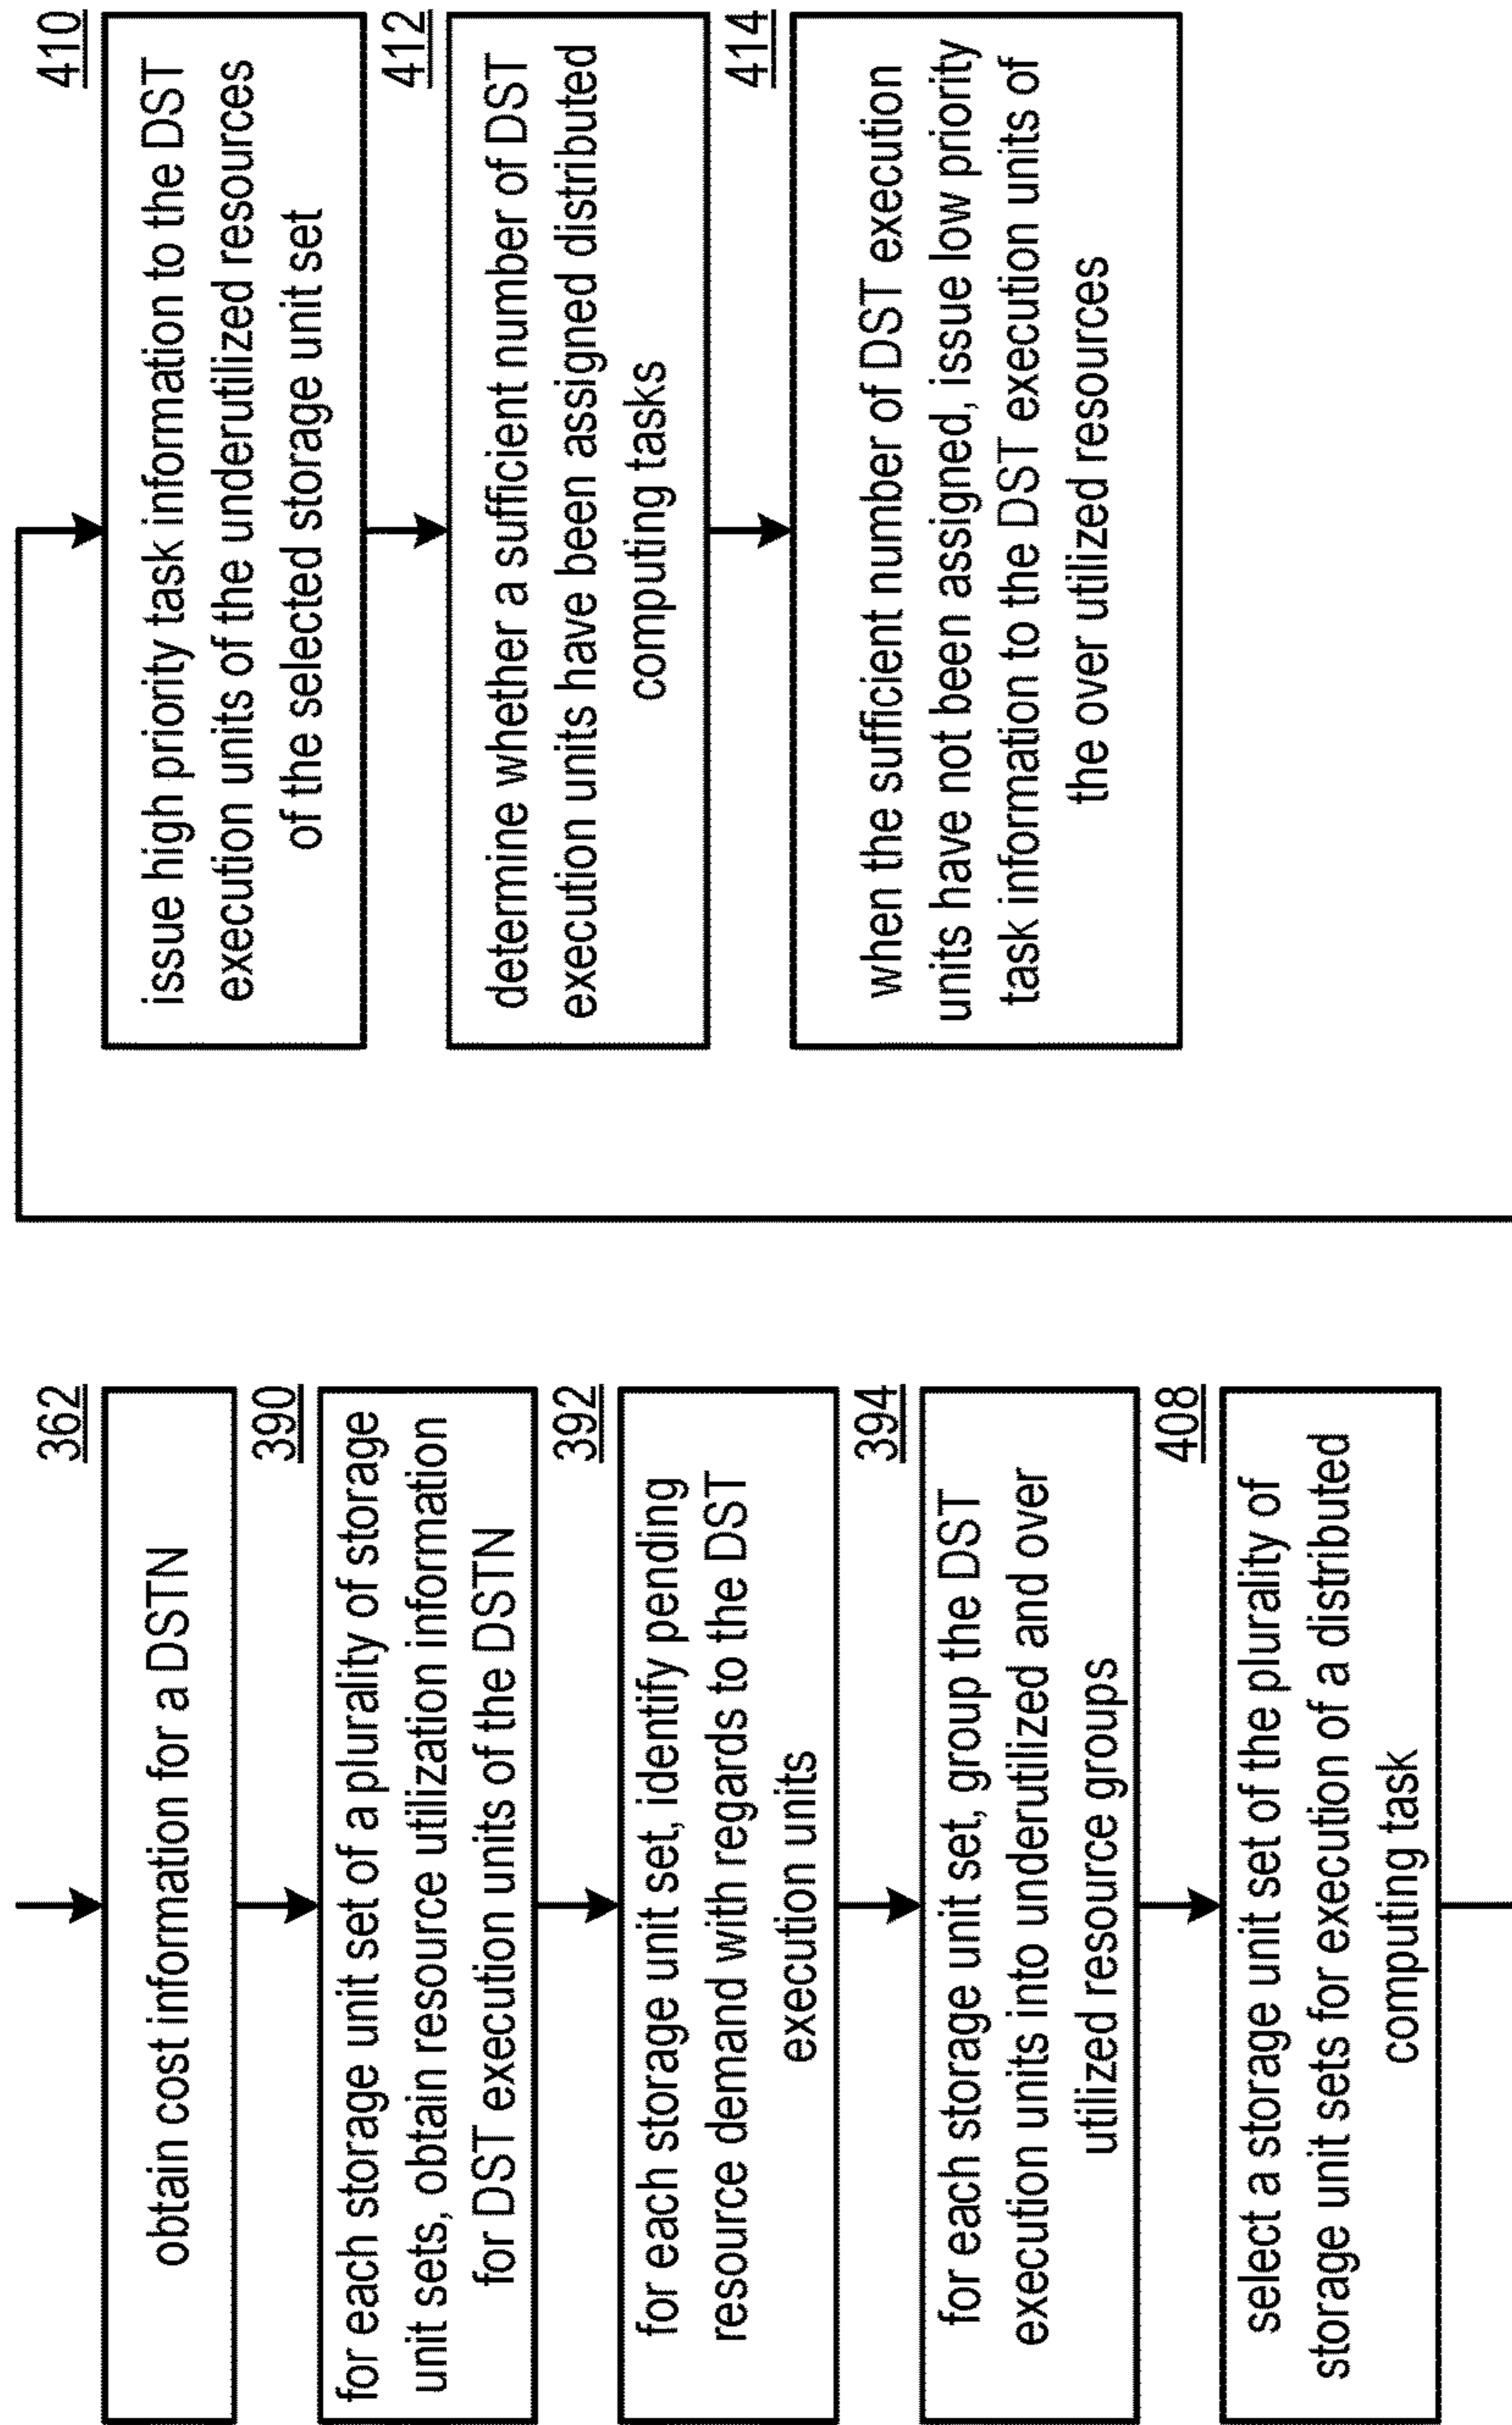 362
obtain cost information for a DSTN
390
for each storage unit set of a plurality of storage
unit sets, obtain resource utilization information
for DST execution units of the DSTN
392
for each storage unit set, identify pending
resource demand with regards to the DST
execution units
394
for each storage unit set, group the DST
execution units into underutilized and over
utilized resource groups
408
select a storage unit set of the plurality of
storage unit sets for execution of a distributed
computing task
410
issue high priority task information to the DST
execution units of the underutilized resources
of the selected storage unit set
412
determine whether a sufficient number of DST
execution units have been assigned distributed
computing tasks
414
when the sufficient number of DST execution
units have not been assigned, issue low priority
task information to the DST execution units of
the over utilized resources